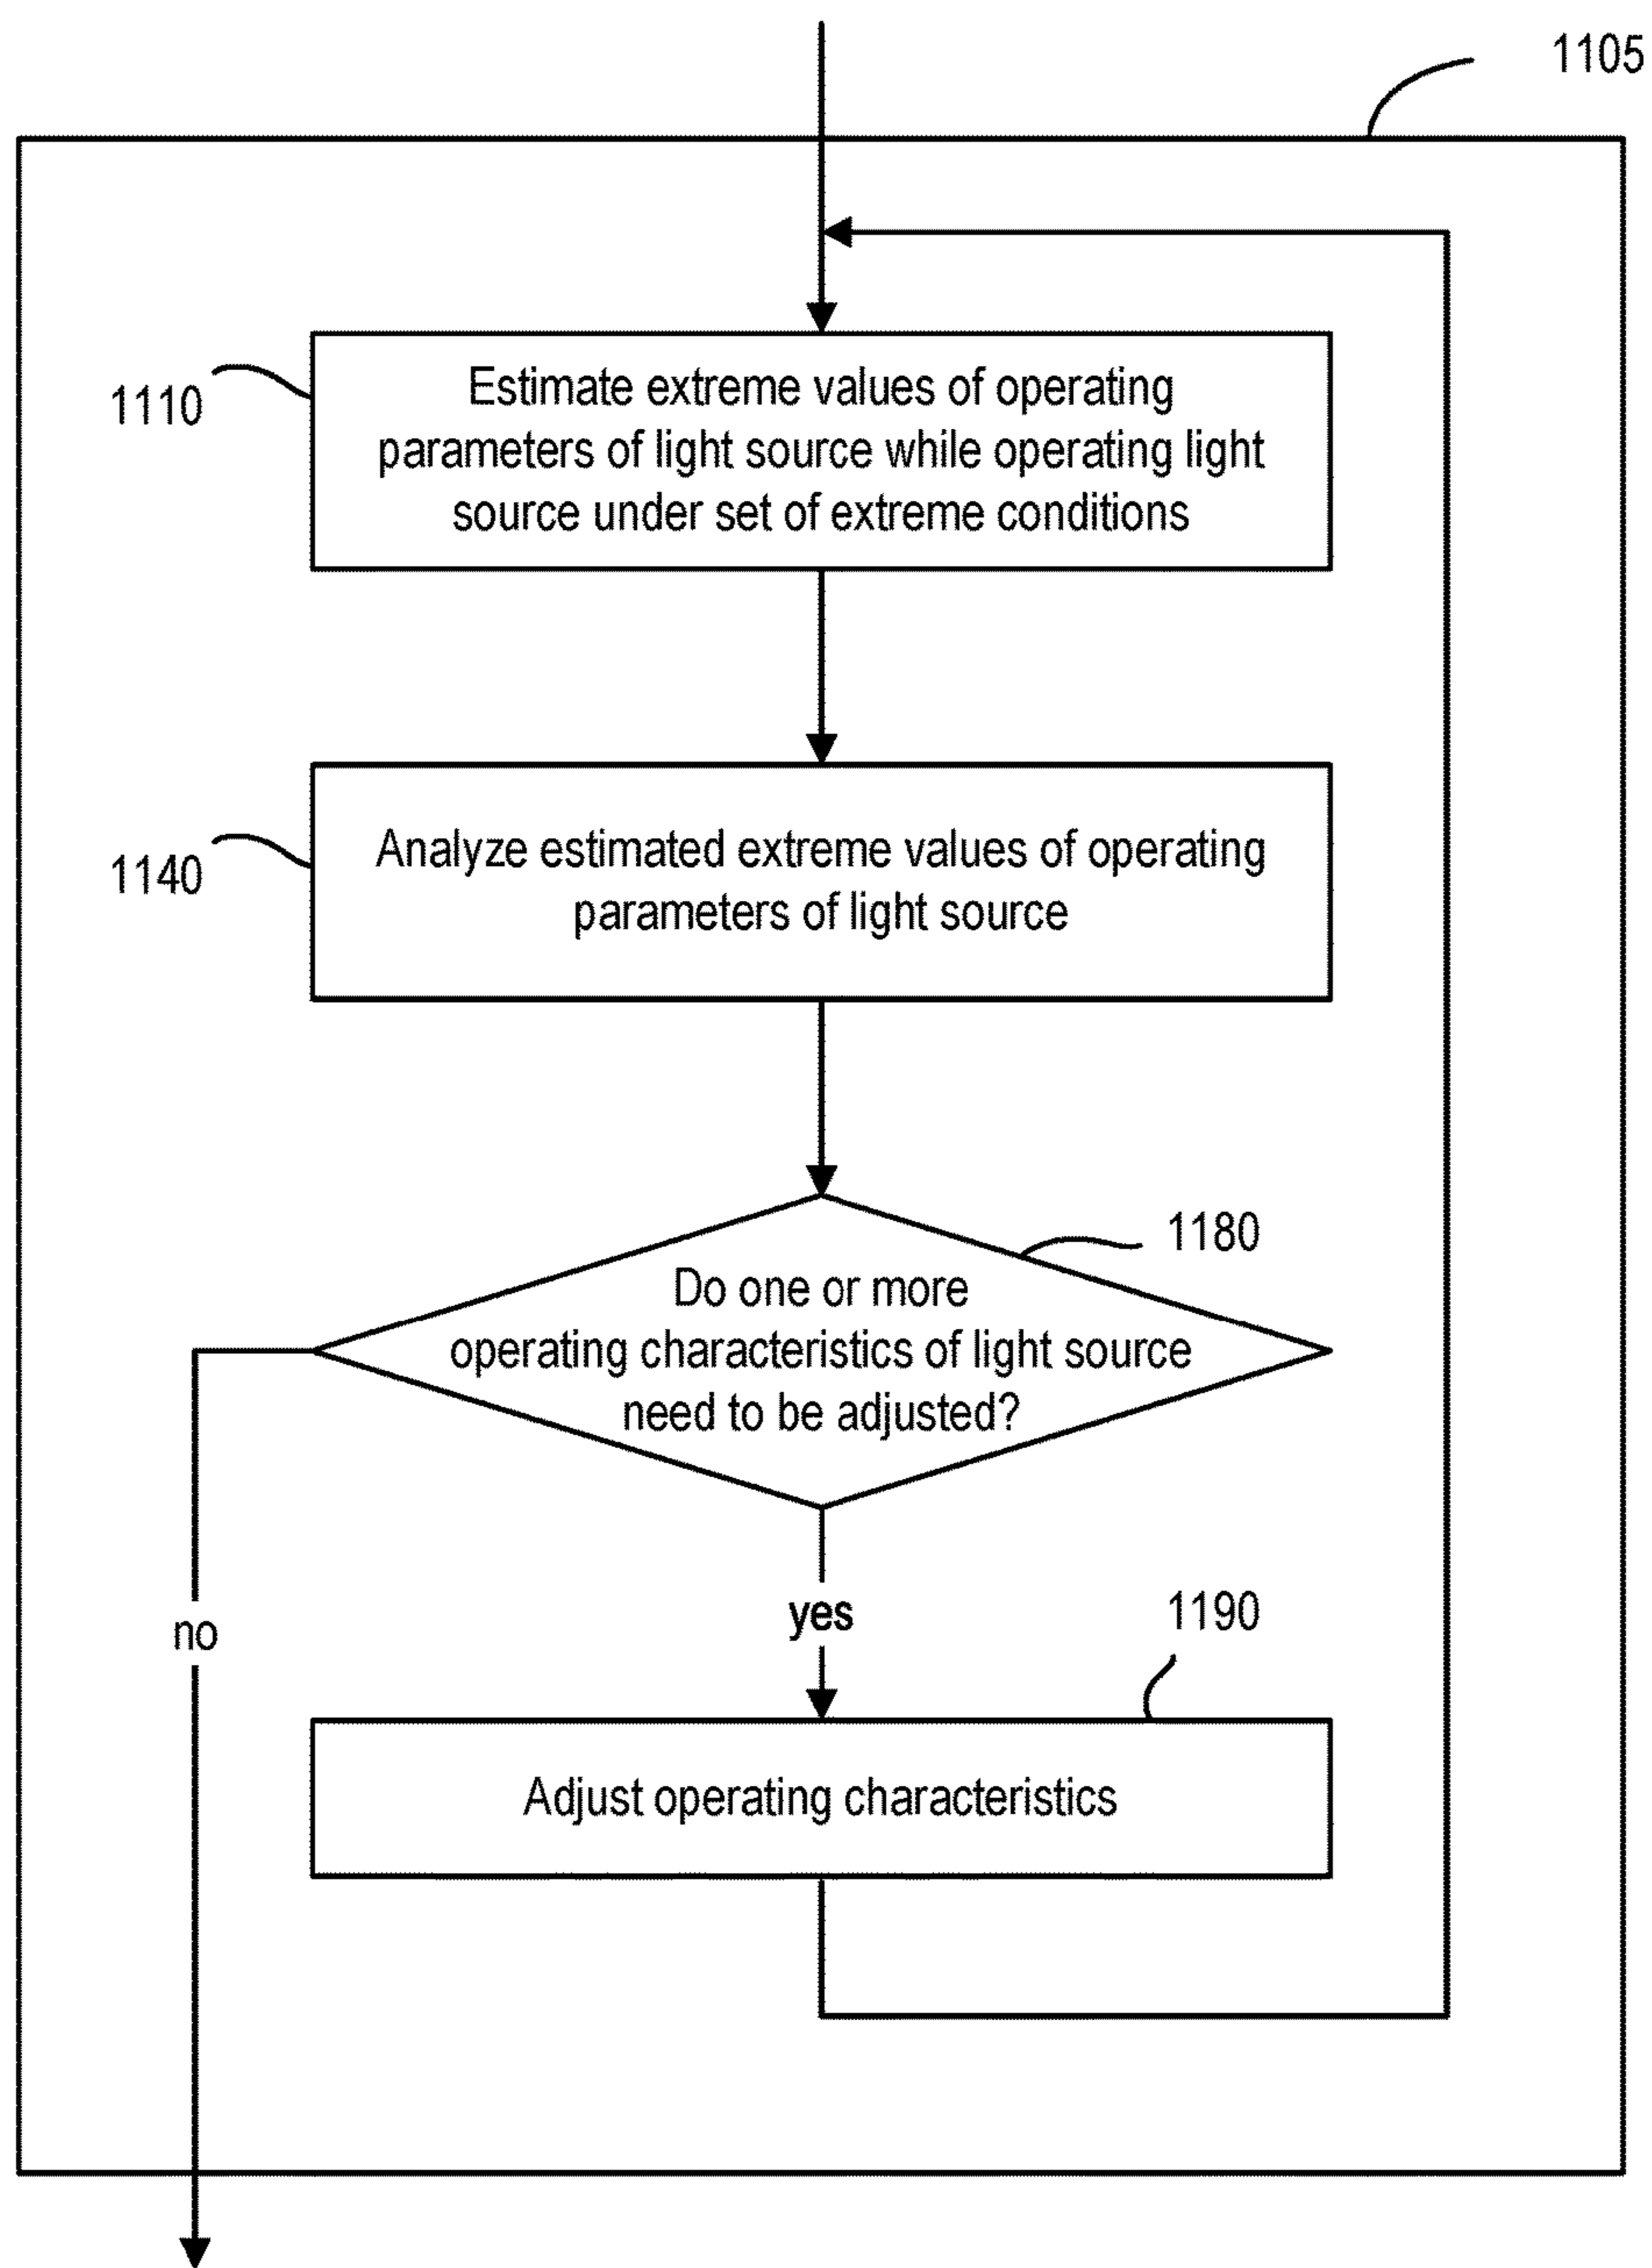 1105
1110
Estimate extreme values of operating
parameters of light source while operating light
source under set of extreme conditions
1140
Analyze estimated extreme values of operating
parameters of light source
1180
Do one or more
operating characteristics of light source
need to be adjusted?
no
yes
1190
Adjust operating characteristics